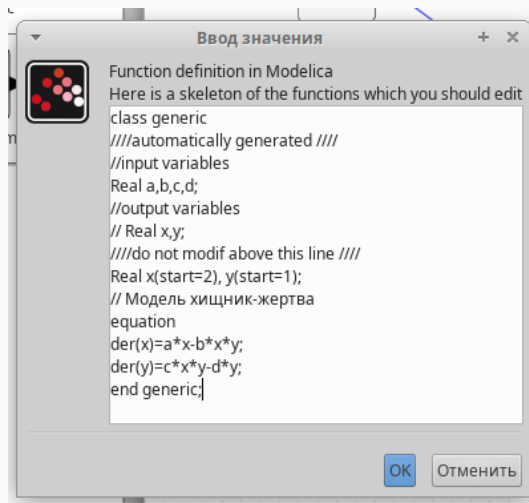 Ввод значения
Function definition in Modelica
Here is a skeleton of the functions which you should edit
class generic
////automatically generated ////
//input variables
Real a,b,c,d;
//output variables
// Real x,y;
////do not modif above this line ////
Real x(start=2), y(start=1);
// Модель хищник-жертва
equation
der(x)=a*x-b*x*y;
der(y)=c*x*y-d*y;
end generic;
OK
Отменить